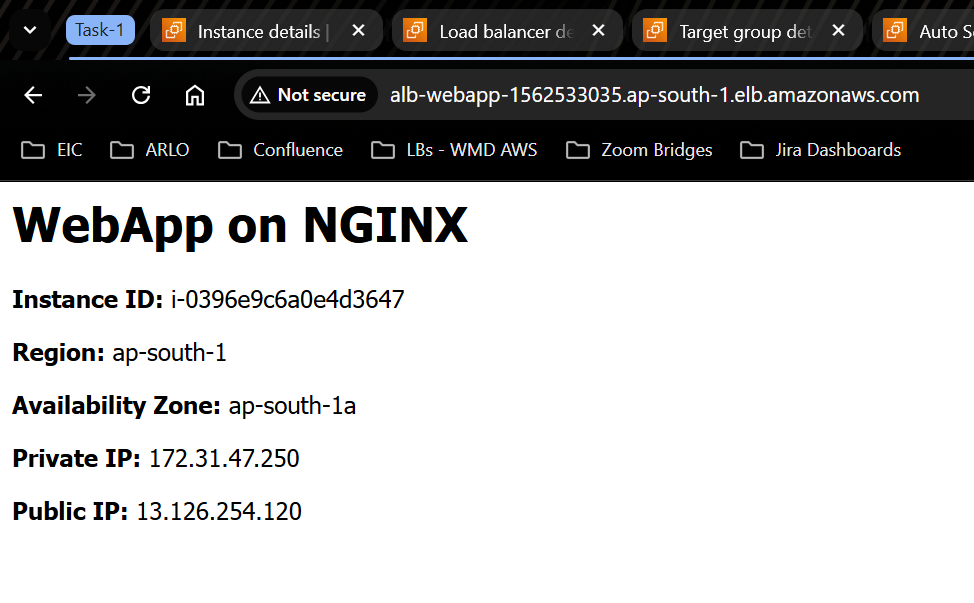 Task-1 Instance details | Load balancer de Target group det Auto S
Not secure alb-webapp-1562533035.ap-south-1.elb.amazonaws.com
EIC ARLO Confluence LBs - WMD AWS Zoom Bridges Jira Dashboards
WebApp on NGINX
Instance ID: i-0396e9c6a0e4d3647
Region: ap-south-1
Availability Zone: ap-south-1a
Private IP: 172.31.47.250
Public IP: 13.126.254.120